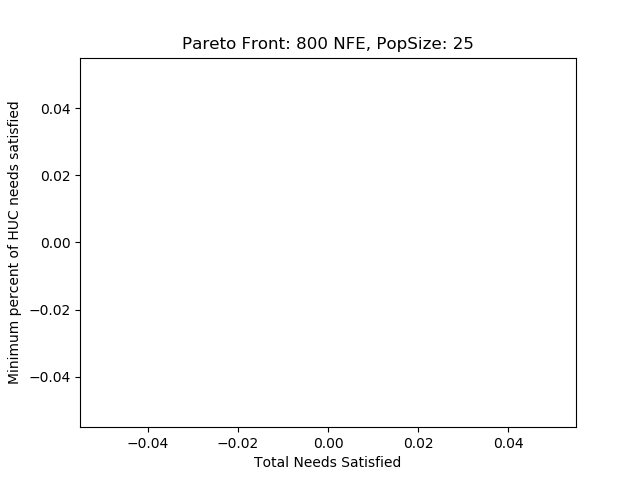 Pareto Front: 800 NFE, PopSize: 25
Minimum percent of HUC needs satisfied
0.04
0.02
0.00
−0.02
−0.04
−0.04 −0.02 0.00 0.02 0.04
Total Needs Satisfied